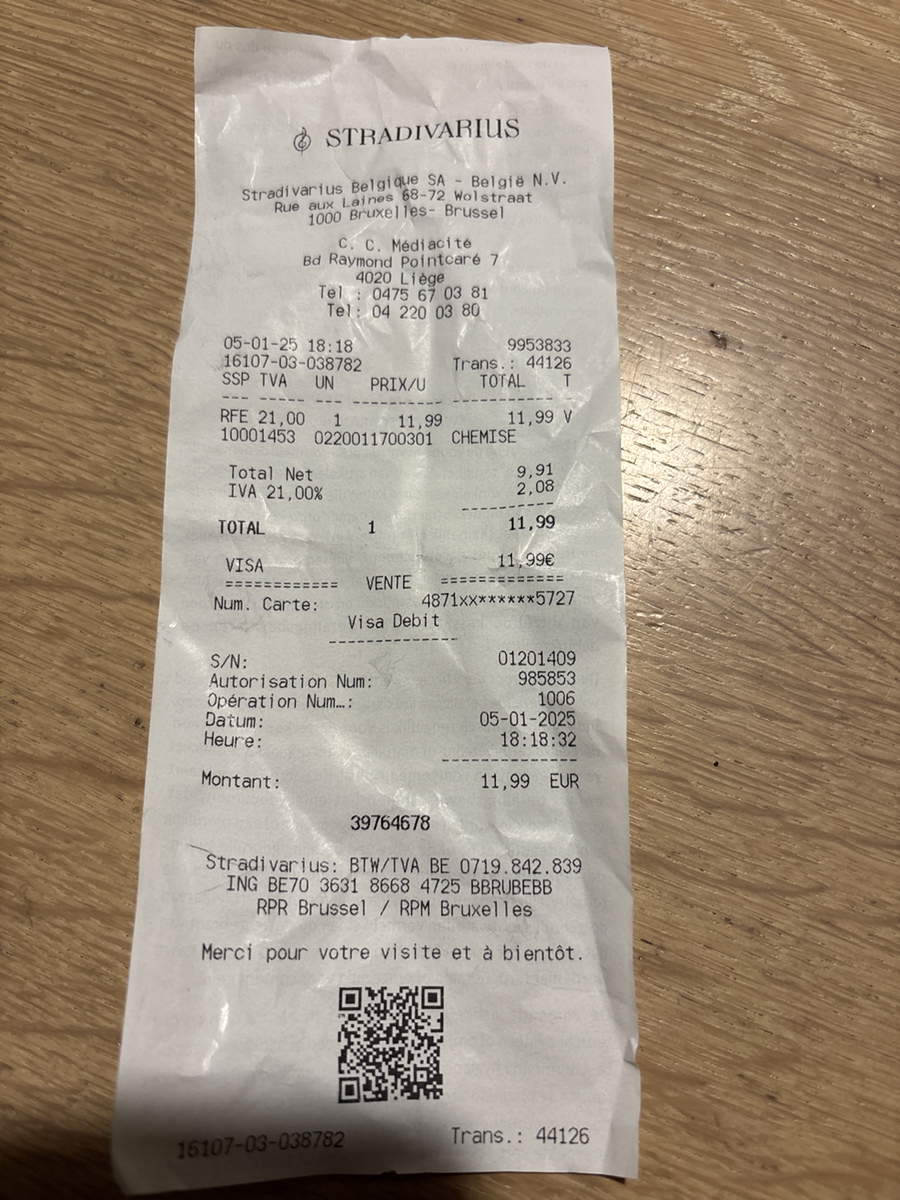 STRADIVARIUS
Stradivarius Belgique SA - België N.V.
Rue aux Laines 68-72 Wolstraat
1000 Bruxelles- Brussel
C. C. Médiacité
Bd Raymond Pointcaré 7
4020 Liège
Tel : 0475 67 03 81
Tel: 04 220 03 80
05-01-25 18:18 9953833
16107-03-038782 Trans.: 44126
SSP TVA UN PRIX/U TOTAL T
--- ----- --- --------- --------- -
RFE 21,00 1 11,99 11,99 V
10001453 0220011700301 CHEMISE
Total Net 9,91
IVA 21,00% 2,08
----------
TOTAL 1 11,99
VISA 11,99€
============ VENTE =============
Num. Carte: 4871xx******5727
Visa Debit
--------------
S/N: 01201409
Autorisation Num: 985853
Opération Num…: 1006
Datum: 05-01-2025
Heure: 18:18:32
--------------
Montant: 11,99 EUR
39764678
Stradivarius: BTW/TVA BE 0719.842.839
ING BE70 3631 8668 4725 BBRUBEBB
RPR Brussel / RPM Bruxelles
Merci pour votre visite et à bientôt.
16107-03-038782 Trans.: 44126